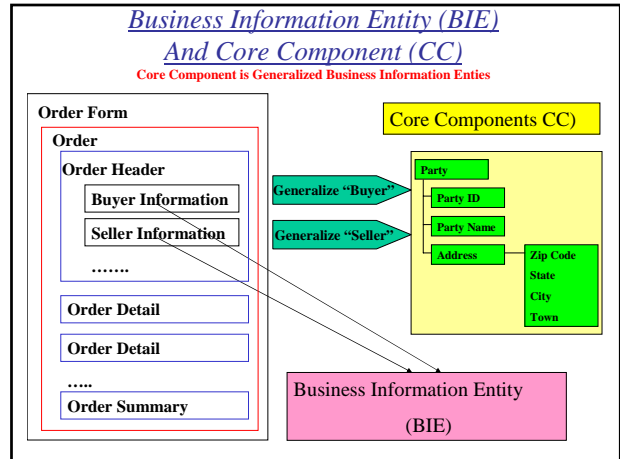 Business Information Entity (BIE)
And Core Component (CC)
Core Component is Generalized Business Information Enties
Order Form
Order
Order Header
Buyer Information
Seller Information
…….
Order Detail
Order Detail
…..
Order Summary
Generalize “Buyer”
Generalize “Seller”
Core Components CC)
Party
Party ID
Party Name
Address
Zip Code
State
City
Town
Business Information Entity
(BIE)